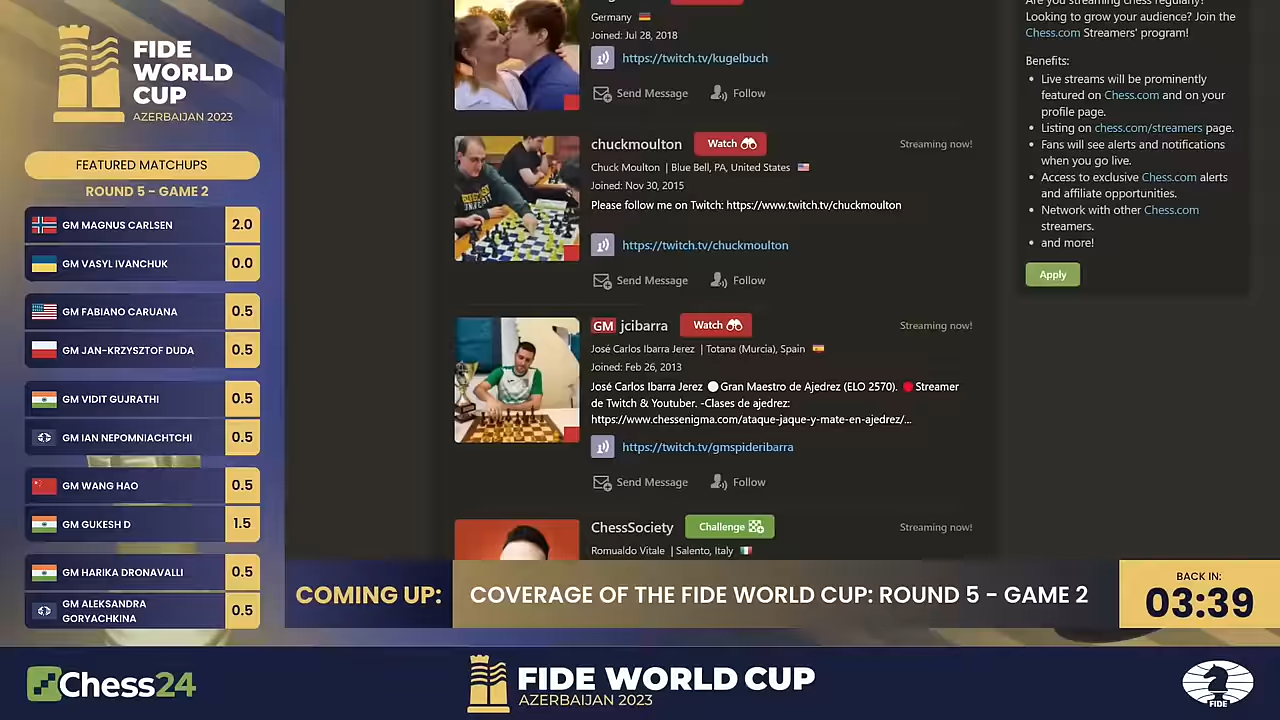 FIDE
WORLD
CUP
AZERBAIJAN 2023
FEATURED MATCHUPS
ROUND 5 – GAME 2
GM MAGNUS CARLSEN 2.0
GM VASYL IVANCHUK 0.0
GM FABIANO CARUANA 0.5
GM JAN-KRZYSZTOF DUDA 0.5
GM VIDIT GUJRATHI 0.5
GM IAN NEPOMNIACHTCHI 0.5
GM WANG HAO 0.5
GM GUKESH D 1.5
GM HARIKA DRONAVALLI 0.5
GM ALEKSANDRA
GORYACHKINA 0.5
Germany
Joined: Jul 28, 2018
https://twitch.tv/kugelbuch
Send Message Follow
chuckmoulton Watch Streaming now!
Chuck Moulton | Blue Bell, PA, United States
Joined: Nov 30, 2015
Please follow me on Twitch: https://www.twitch.tv/chuckmoulton
https://twitch.tv/chuckmoulton
Send Message Follow
GM jcibarra Watch Streaming now!
José Carlos Ibarra Jerez | Totana (Murcia), Spain
Joined: Feb 26, 2013
José Carlos Ibarra Jerez ⚪Gran Maestro de Ajedrez (ELO 2570). 🔴Streamer
de Twitch & Youtuber. -Clases de ajedrez:
https://www.chessenigma.com/ataque-jaque-y-mate-en-ajedrez/...
https://twitch.tv/gmspideribarra
Send Message Follow
ChessSociety Challenge Streaming now!
Romualdo Vitale | Salento, Italy
Are you streaming chess regularly?
Looking to grow your audience? Join the
Chess.com Streamers' program!
Benefits:
• Live streams will be prominently
featured on Chess.com and on your
profile page.
• Listing on chess.com/streamers page.
• Fans will see alerts and notifications
when you go live.
• Access to exclusive Chess.com alerts
and affiliate opportunities.
• Network with other Chess.com
streamers.
• and more!
Apply
COMING UP: COVERAGE OF THE FIDE WORLD CUP: ROUND 5 – GAME 2
BACK IN:
03:39
Chess24
FIDE WORLD CUP
AZERBAIJAN 2023
FIDE